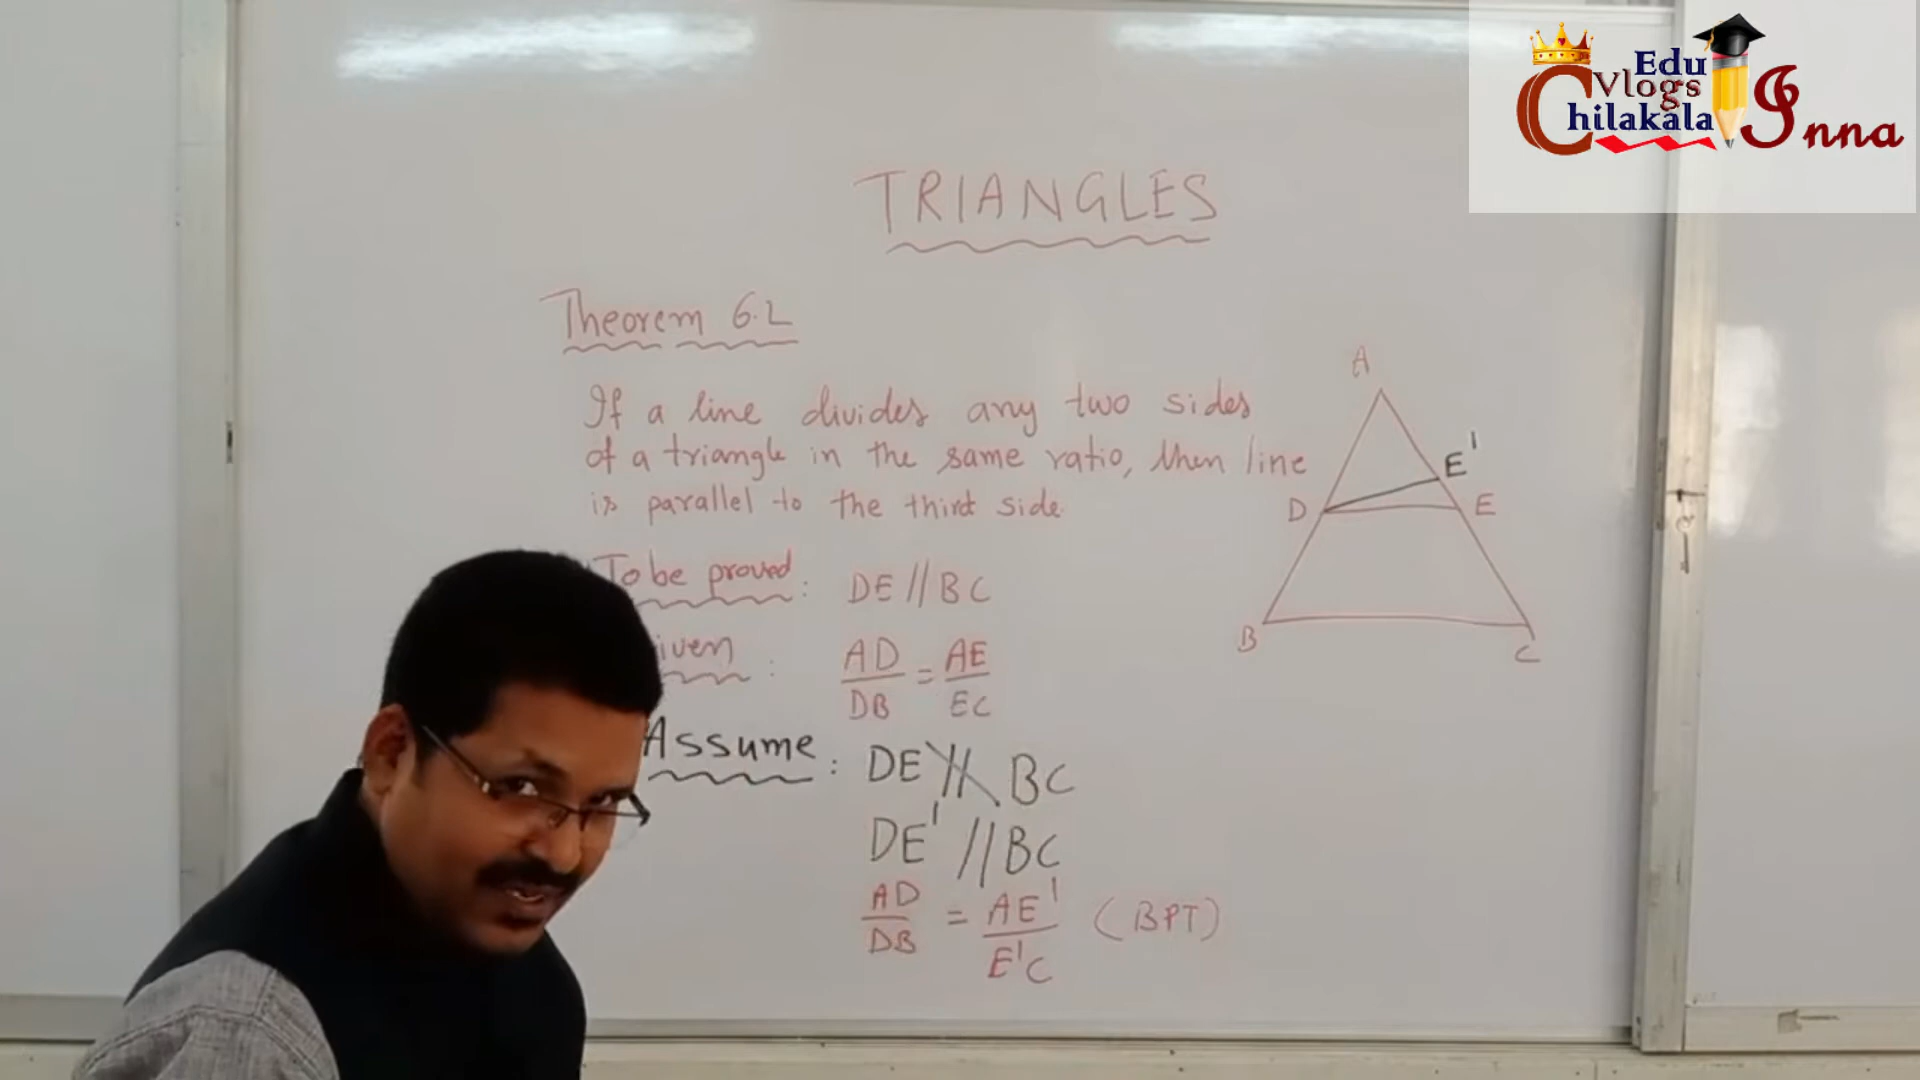 Edu
Vlogs
Chilakala Inna
TRIANGLES
Theorem 6.2
If a line divides any two sides
of a triangle in the same ratio, then line
is parallel to the third side.
To be proved : DE // BC
iven : AD/DB = AE/EC
Assume : DE ∦ BC
DE' // BC
AD/DB = AE'/E'C (BPT)
A
E'
D E
B C